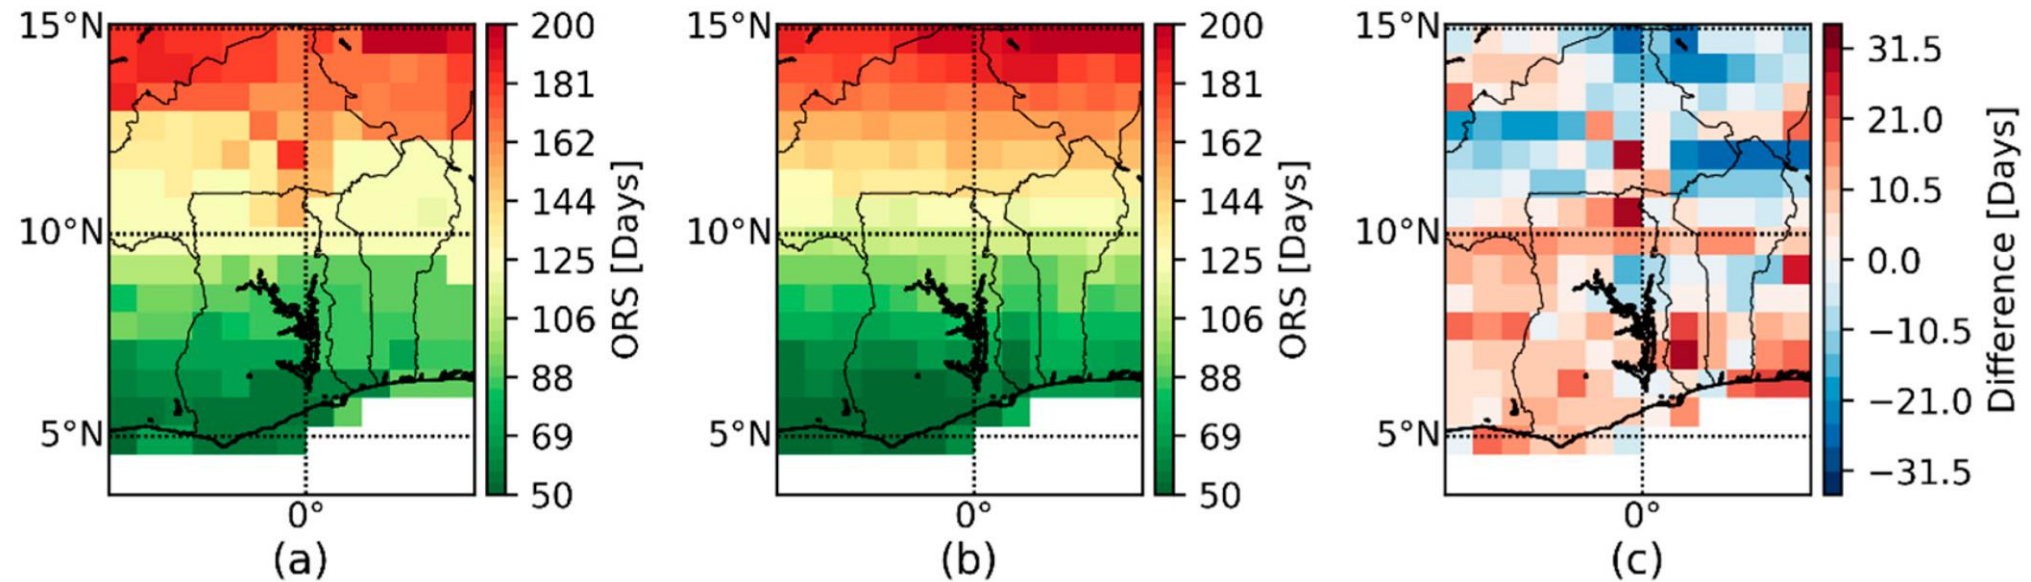 15°N
10°N
5°N
0°
200
181
162
144
125
106
88
69
50
ORS [Days]
(a)
15°N
10°N
5°N
0°
200
181
162
144
125
106
88
69
50
ORS [Days]
(b)
15°N
10°N
5°N
0°
31.5
21.0
10.5
0.0
−10.5
−21.0
−31.5
Difference [Days]
(c)